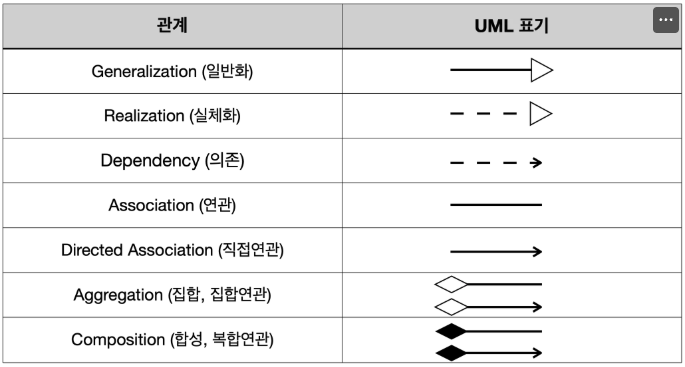 관계 UML 표기
Generalization (일반화)
Realization (실체화)
Dependency (의존)
Association (연관)
Directed Association (직접연관)
Aggregation (집합, 집합연관)
Composition (합성, 복합연관)